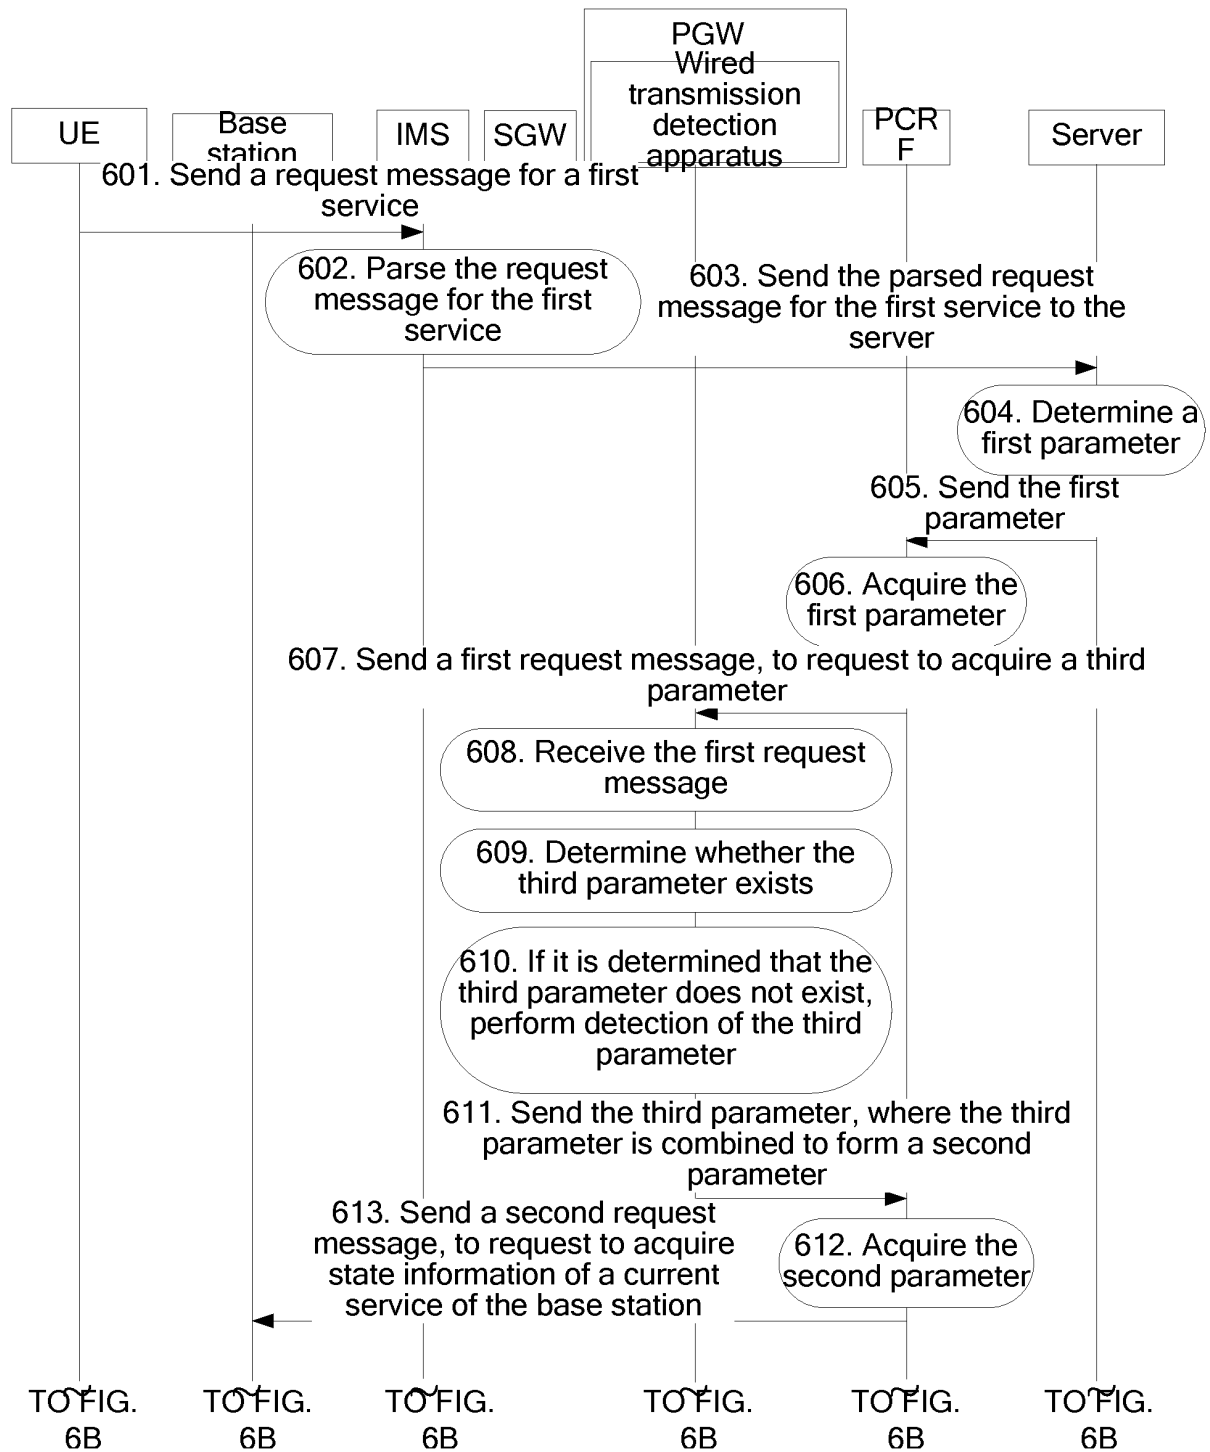 PGW
Wired
transmission
detection
apparatus
UE
Base
station
IMS
SGW
PCR
F
Server
601. Send a request message for a first
service
602. Parse the request
message for the first
service
603. Send the parsed request
message for the first service to the
server
604. Determine a
first parameter
605. Send the first
parameter
606. Acquire the
first parameter
607. Send a first request message, to request to acquire a third
parameter
608. Receive the first request
message
609. Determine whether the
third parameter exists
610. If it is determined that the
third parameter does not exist,
perform detection of the third
parameter
611. Send the third parameter, where the third
parameter is combined to form a second
parameter
612. Acquire the
second parameter
613. Send a second request
message, to request to acquire
state information of a current
service of the base station
TO FIG.
6B
TO FIG.
6B
TO FIG.
6B
TO FIG.
6B
TO FIG.
6B
TO FIG.
6B